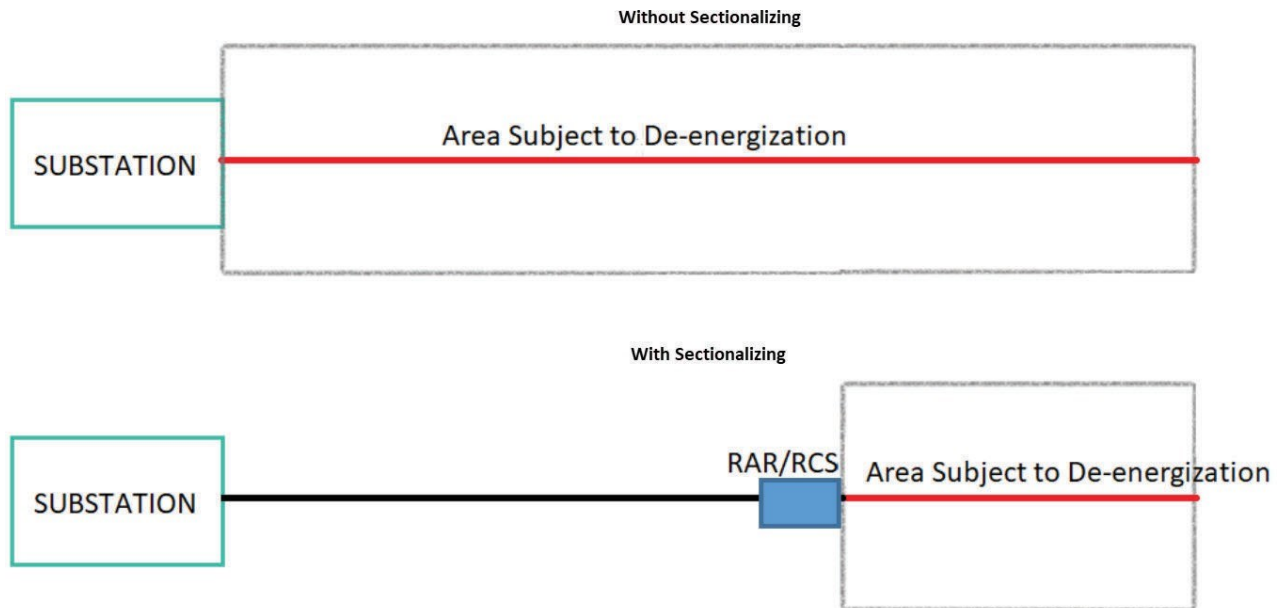 Without Sectionalizing
Area Subject to De-energization
SUBSTATION
With Sectionalizing
RAR/RCS
Area Subject to De-energization
SUBSTATION